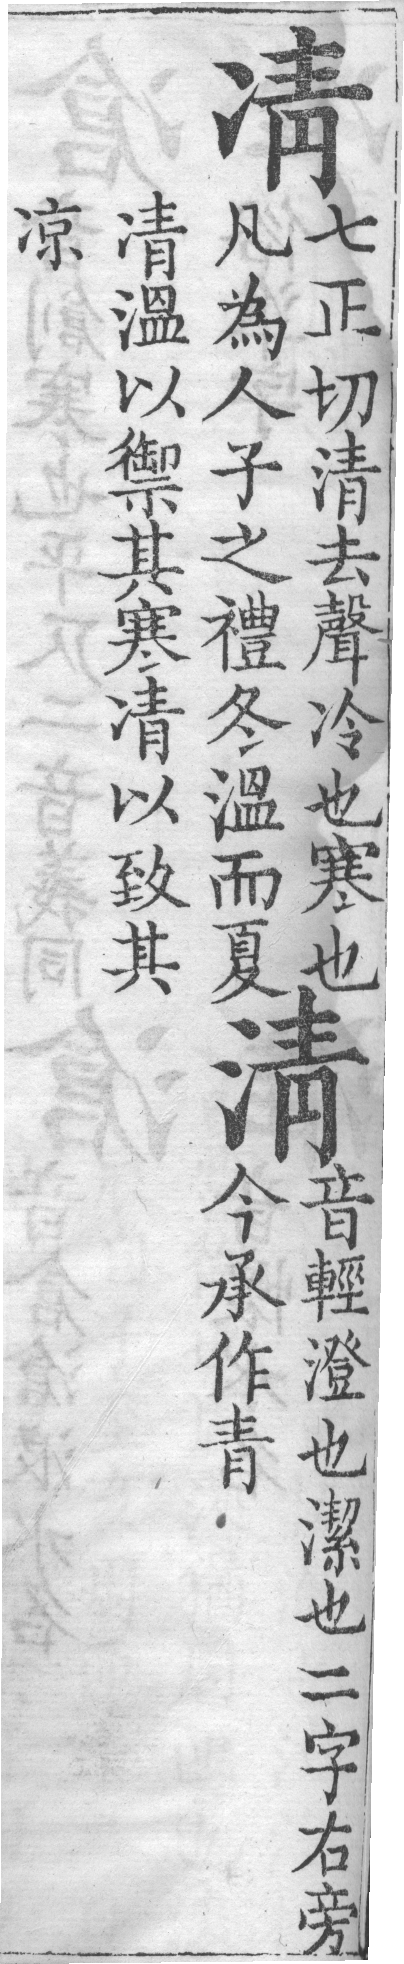 凊
七正切清去聲冷也寒也
凡為人子之禮冬溫而夏
凊溫以禦其寒凊以致其
凉
清
音輕澄也潔也二字右旁
今承作青